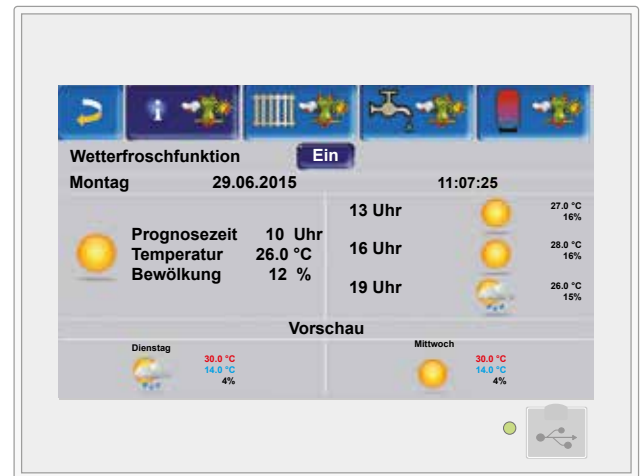 Wetterfroschfunktion Ein
Montag 29.06.2015 11:07:25
Prognosezeit 10 Uhr
Temperatur 26.0 °C
Bewölkung 12 %
13 Uhr 27.0 °C
16%
16 Uhr 28.0 °C
16%
19 Uhr 26.0 °C
15%
Vorschau
Dienstag
30.0 °C
14.0 °C
4%
Mittwoch
30.0 °C
14.0 °C
4%